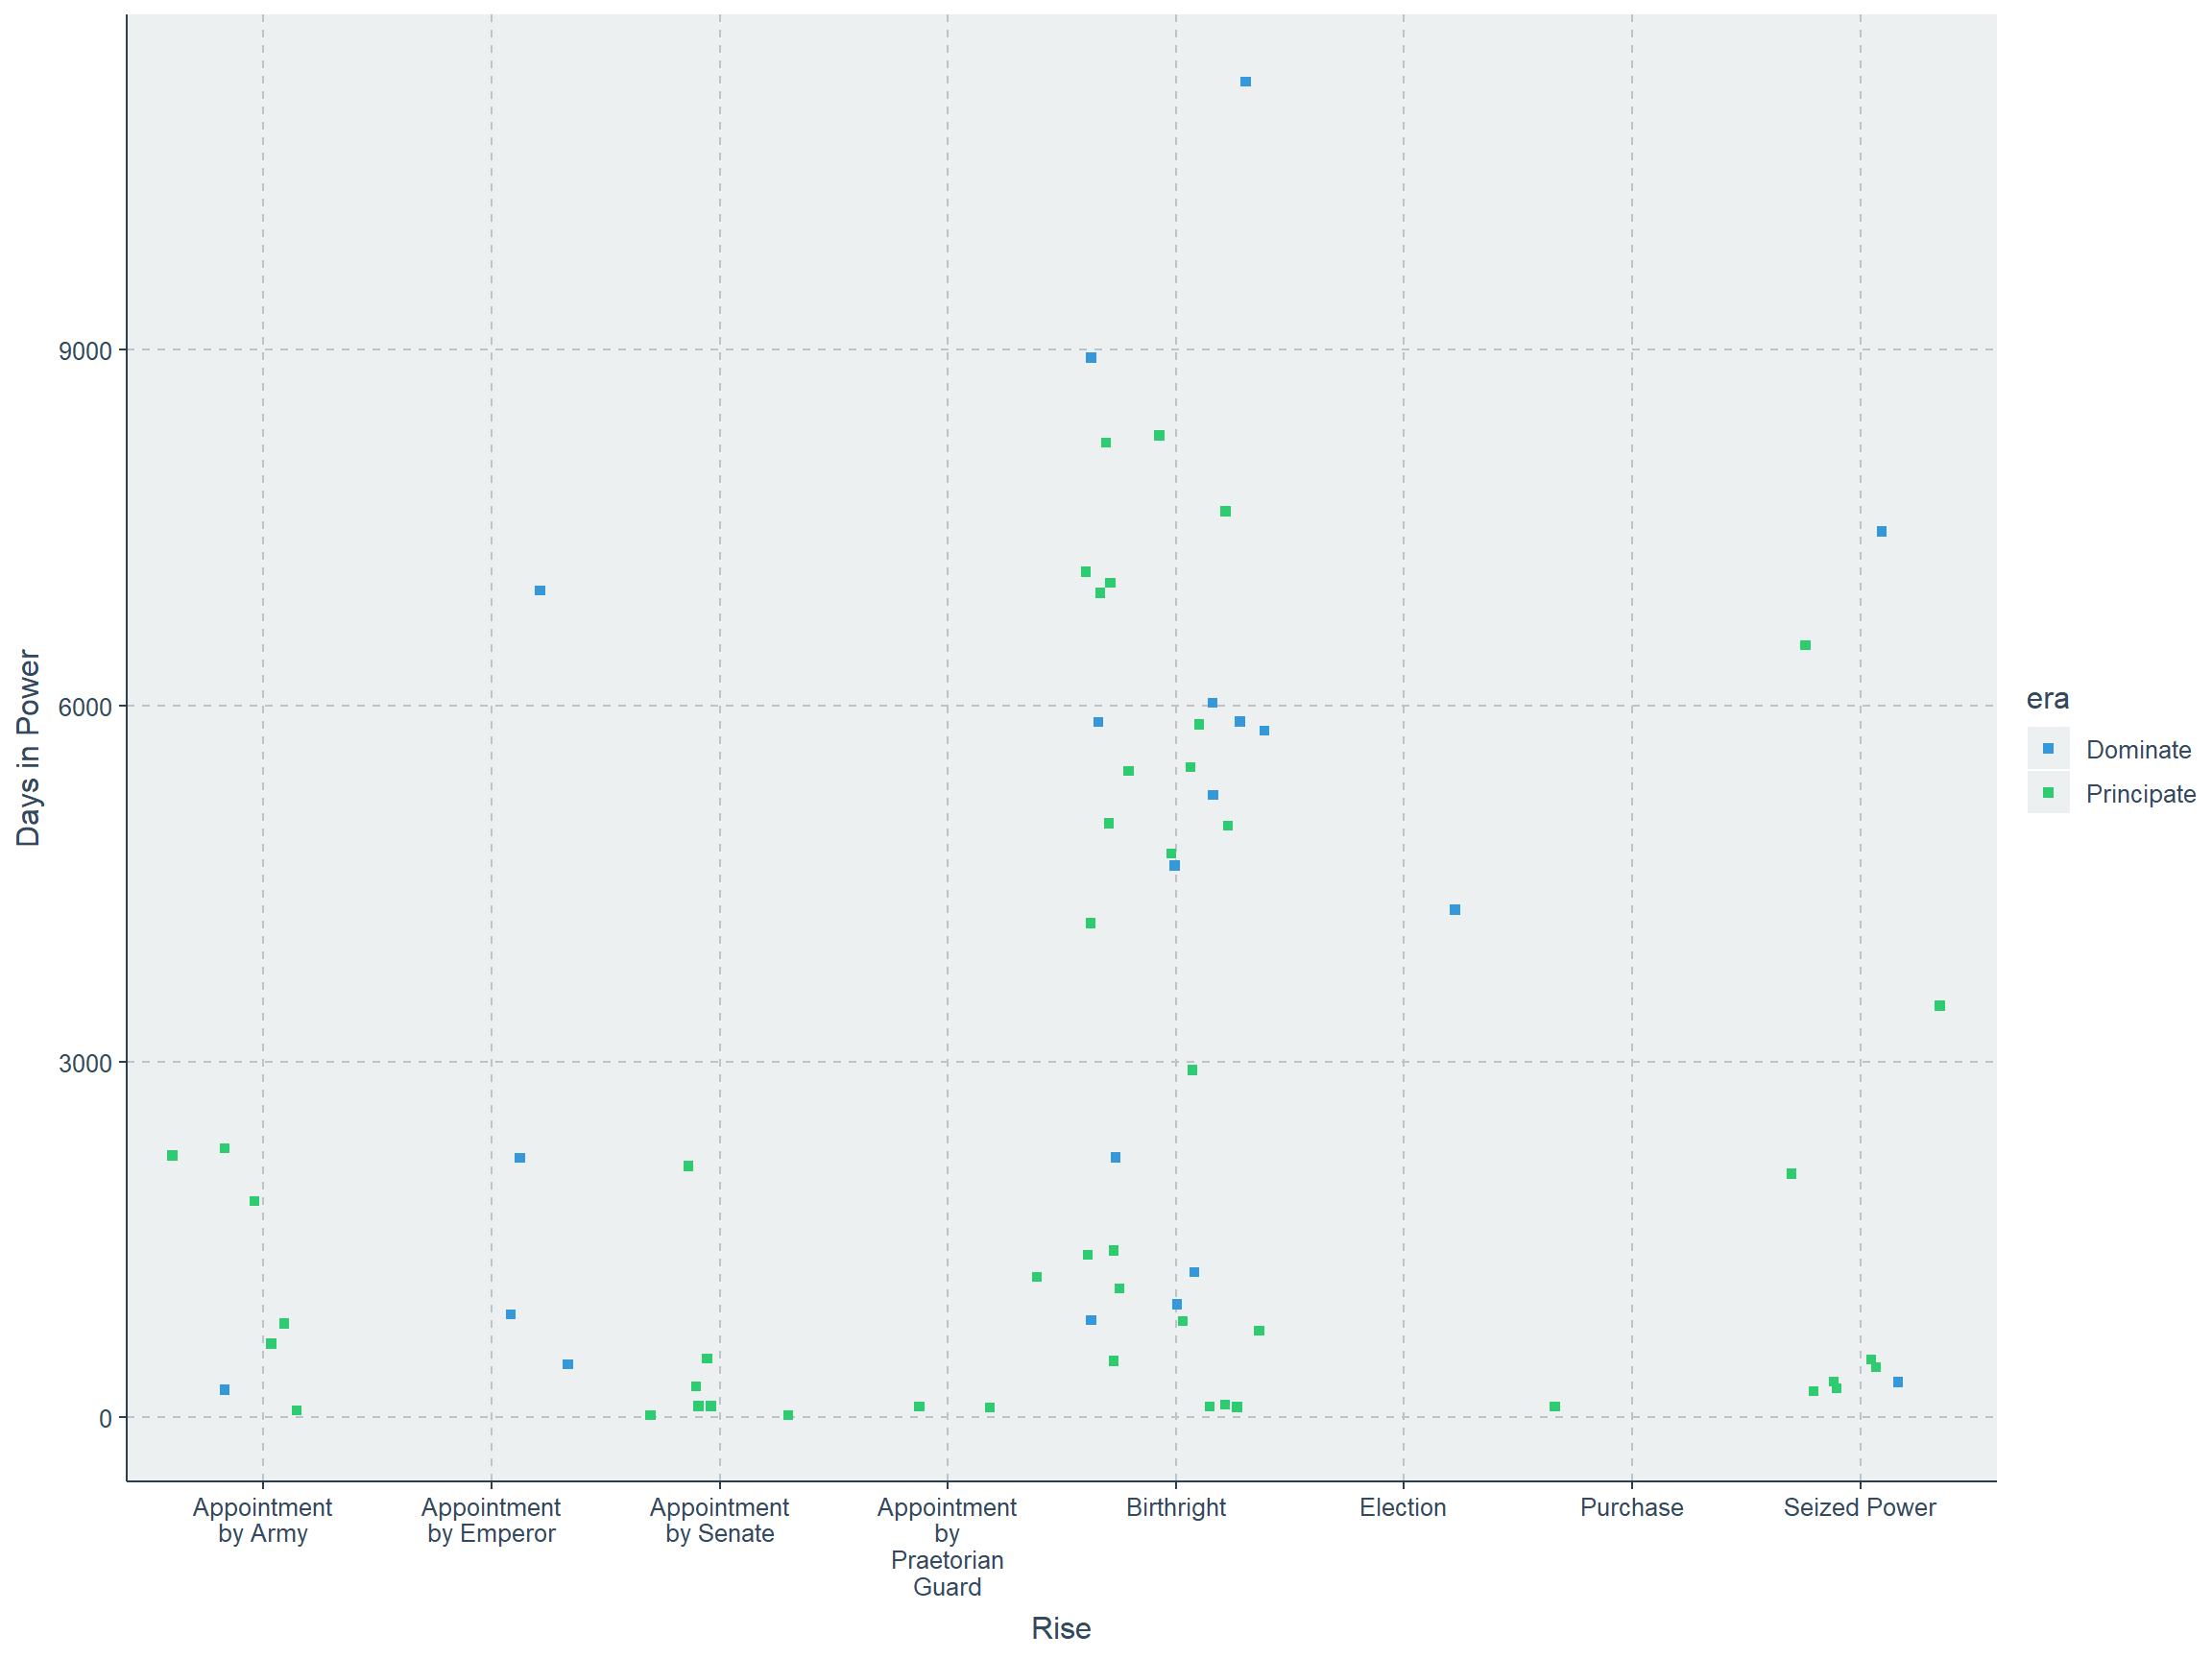 9000
6000
3000
0
Days in Power
Appointment
by Army
Appointment
by Emperor
Appointment
by Senate
Appointment
by
Praetorian
Guard
Birthright
Election
Purchase
Seized Power
Rise
era
Dominate
Principate